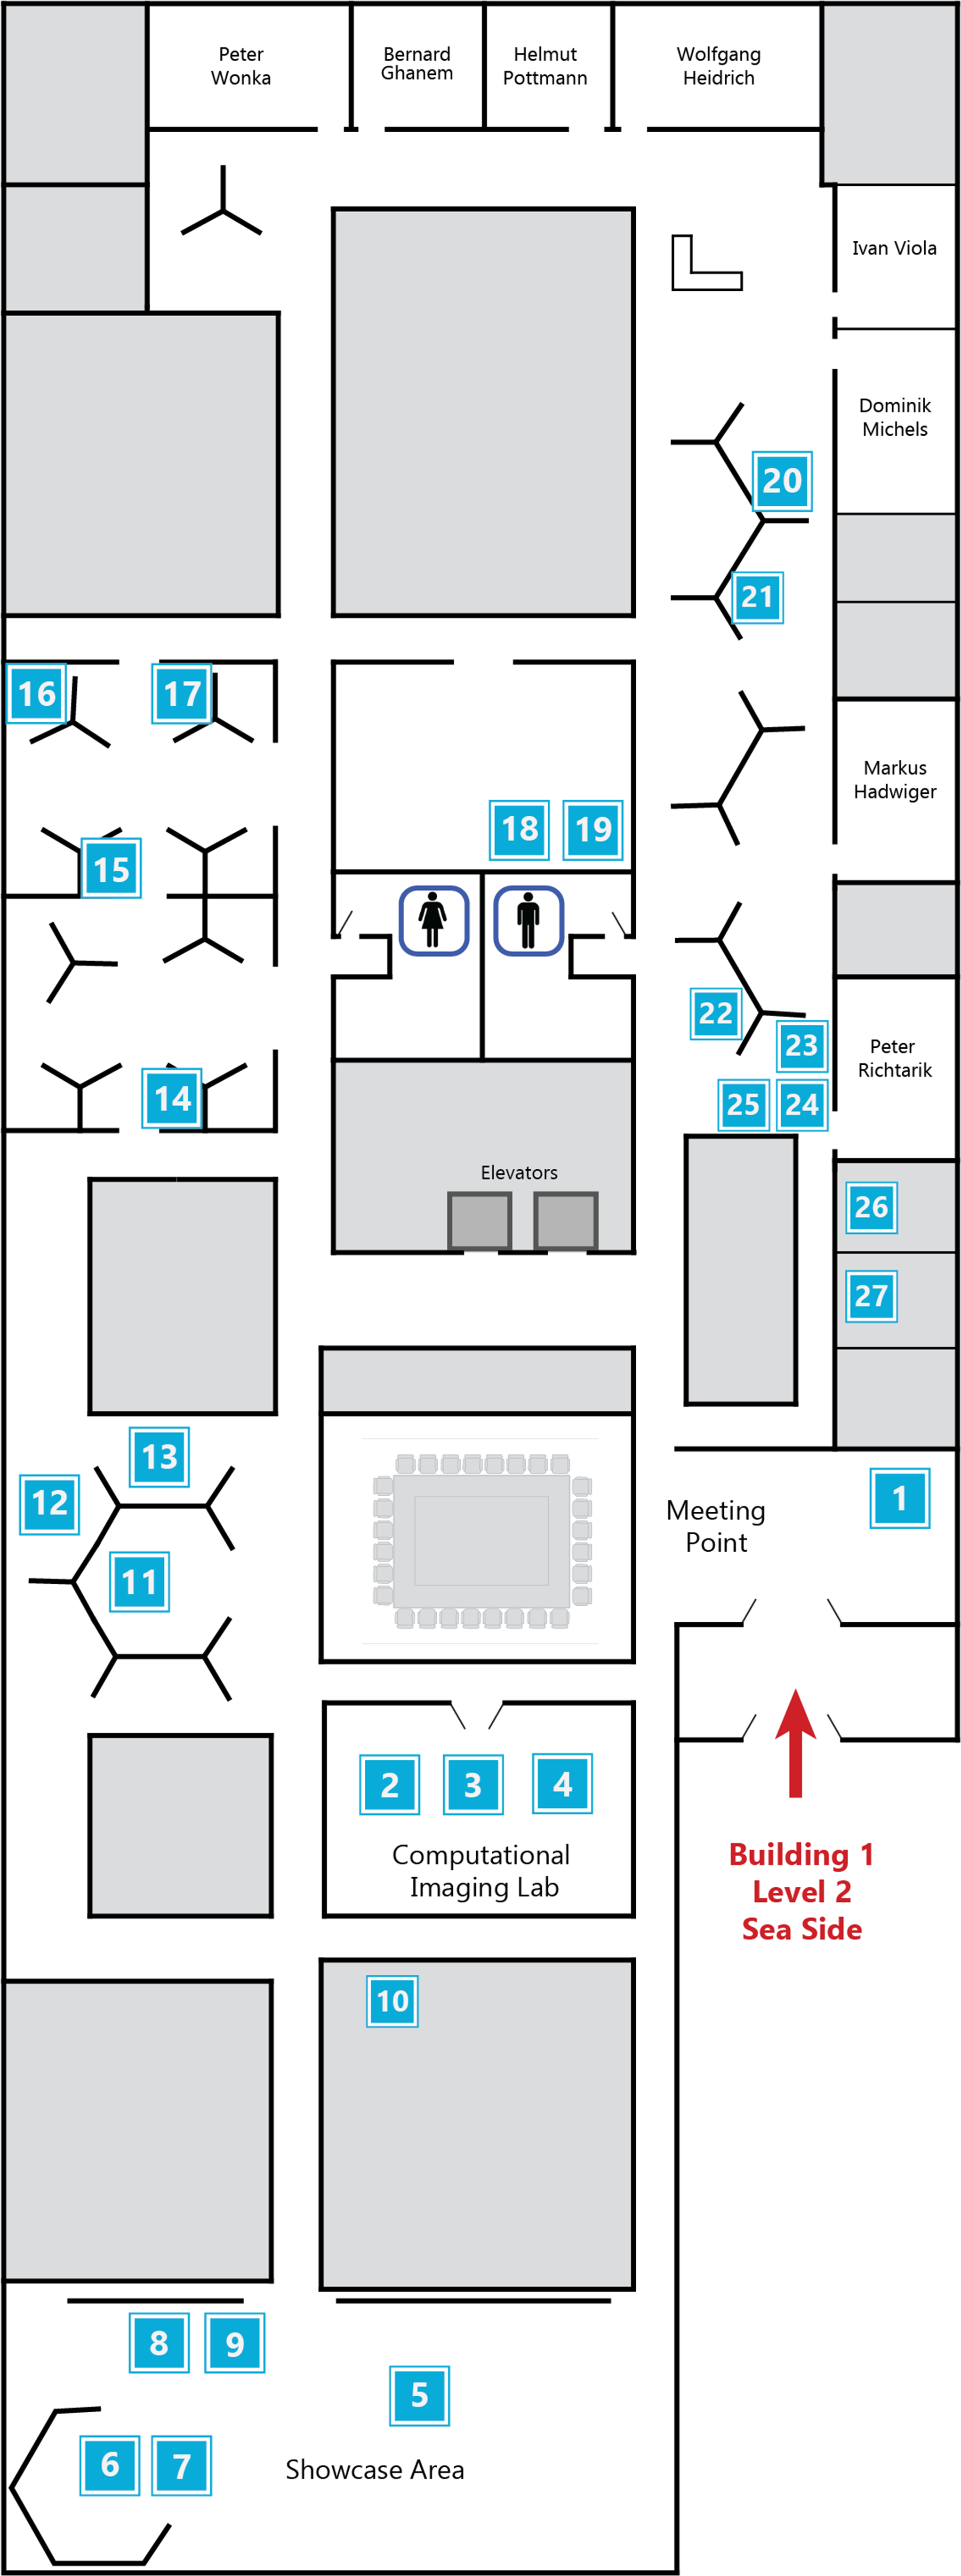 Peter
Wonka
Bernard
Ghanem
Helmut
Pottmann
Wolfgang
Heidrich
Ivan Viola
Dominik
Michels
20
21
16
17
Markus
Hadwiger
18
19
15
22
23
Peter
Richtarik
14
25
24
Elevators
26
27
13
12
1
Meeting
Point
11
2
3
4
Computational
Imaging Lab
Building 1
Level 2
Sea Side
10
8
9
5
6
7
Showcase Area